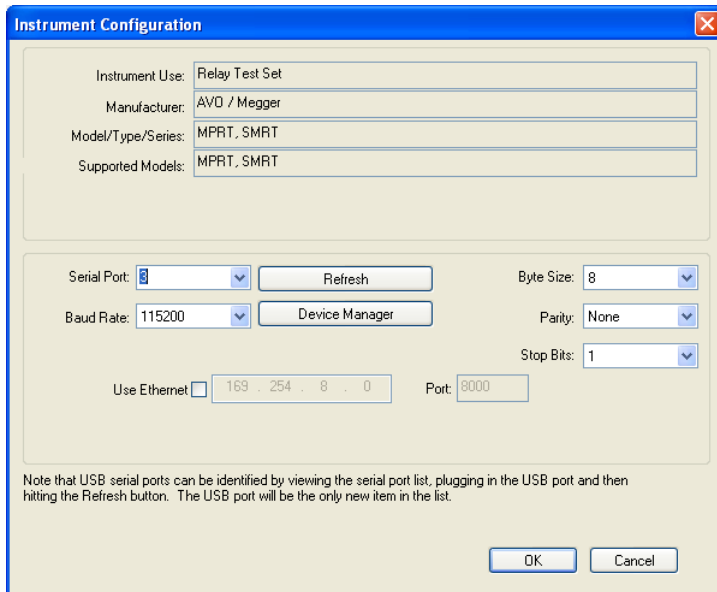 Instrument Configuration
Instrument Use: Relay Test Set
Manufacturer: AVO / Megger
Model/Type/Series: MPRT, SMRT
Supported Models: MPRT, SMRT
Serial Port: 3 Refresh Byte Size: 8
Baud Rate: 115200 Device Manager Parity: None
Stop Bits: 1
Use Ethernet 169 . 254 . 8 . 0 Port: 8000
Note that USB serial ports can be identified by viewing the serial port list, plugging in the USB port and then
hitting the Refresh button. The USB port will be the only new item in the list.
OK Cancel